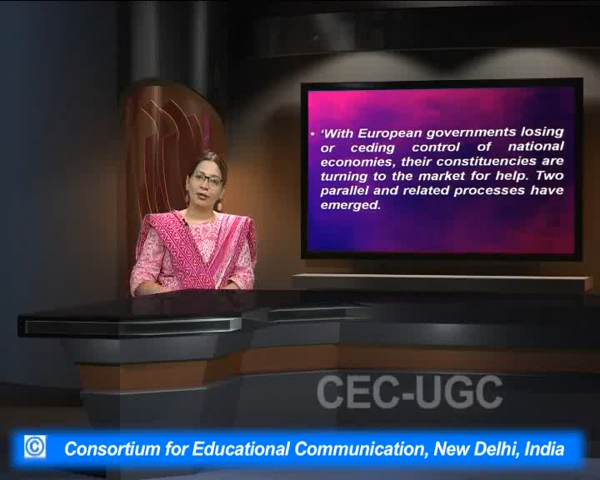 • 'With European governments losing
or ceding control of national
economies, their constituencies are
turning to the market for help. Two
parallel and related processes have
emerged.
CEC-UGC
© Consortium for Educational Communication, New Delhi, India